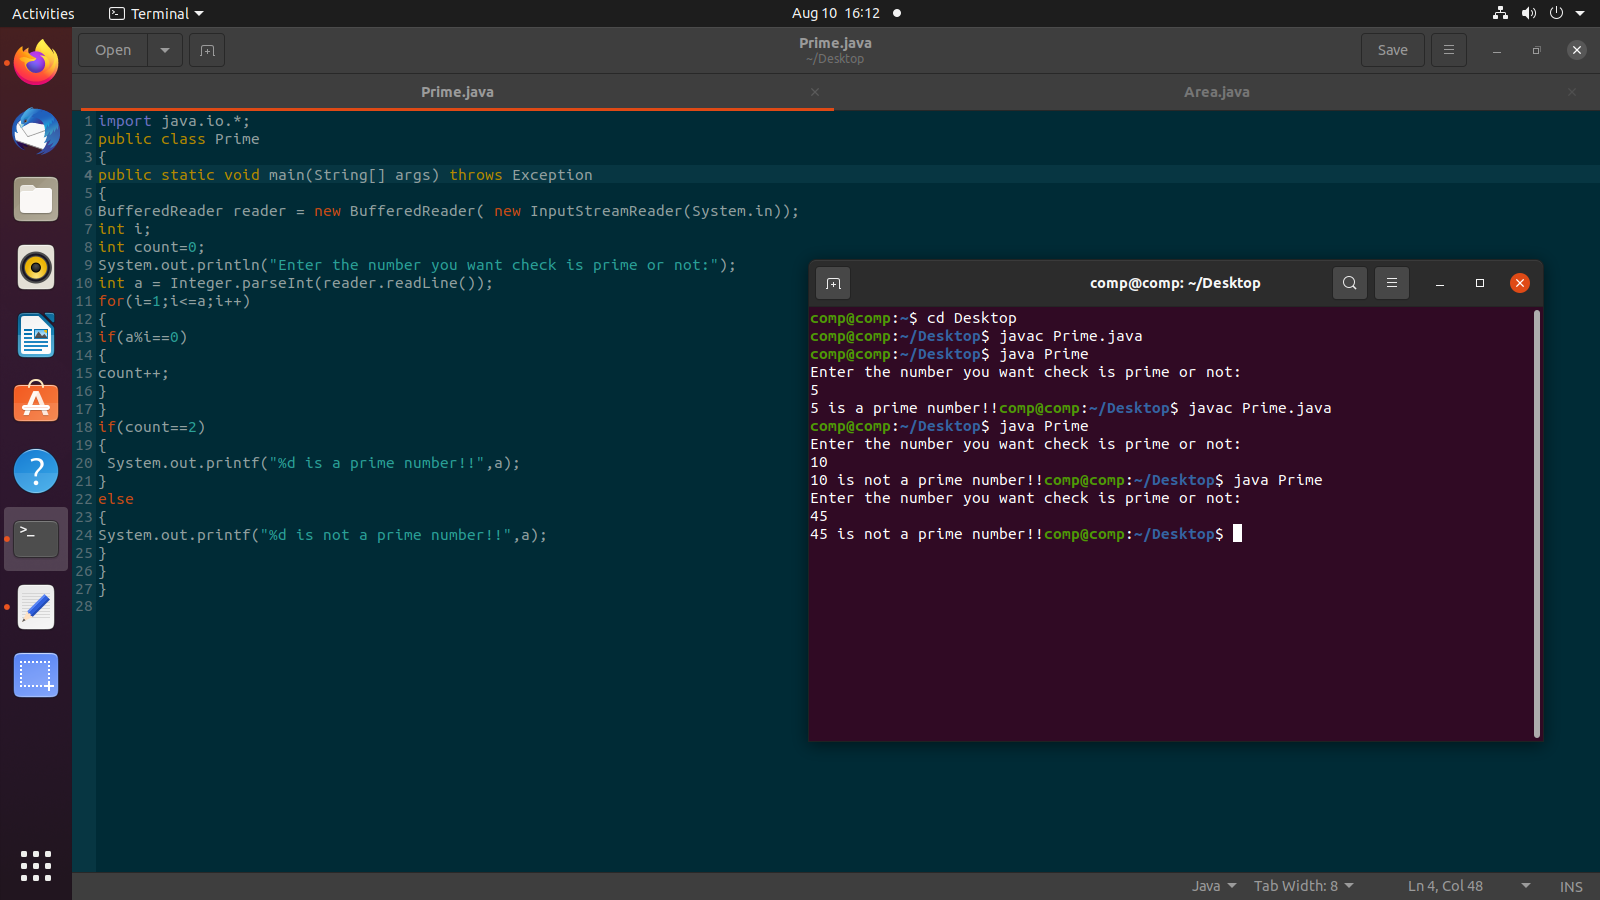 Activities Terminal Aug 10 16:12
Open Prime.java Save
~/Desktop
Prime.java Area.java
1 import java.io.*;
2 public class Prime
3 {
4 public static void main(String[] args) throws Exception
5 {
6 BufferedReader reader = new BufferedReader( new InputStreamReader(System.in));
7 int i;
8 int count=0;
9 System.out.println("Enter the number you want check is prime or not:");
10 int a = Integer.parseInt(reader.readLine());
11 for(i=1;i<=a;i++)
12 {
13 if(a%i==0)
14 {
15 count++;
16 }
17 }
18 if(count==2)
19 {
20  System.out.printf("%d is a prime number!!",a);
21 }
22 else
23 {
24 System.out.printf("%d is not a prime number!!",a);
25 }
26 }
27 }
28
comp@comp: ~/Desktop
comp@comp:~$ cd Desktop
comp@comp:~/Desktop$ javac Prime.java
comp@comp:~/Desktop$ java Prime
Enter the number you want check is prime or not:
5
5 is a prime number!!comp@comp:~/Desktop$ javac Prime.java
comp@comp:~/Desktop$ java Prime
Enter the number you want check is prime or not:
10
10 is not a prime number!!comp@comp:~/Desktop$ java Prime
Enter the number you want check is prime or not:
45
45 is not a prime number!!comp@comp:~/Desktop$
Java Tab Width: 8 Ln 4, Col 48 INS